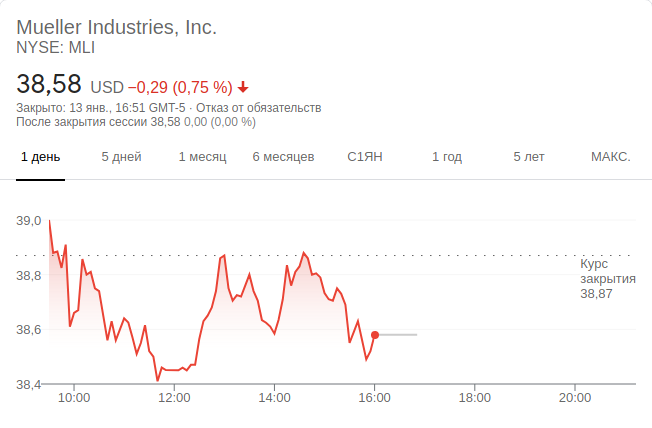 Mueller Industries, Inc.
NYSE: MLI
38,58 USD −0,29 (0,75 %)
Закрыто: 13 янв., 16:51 GMT-5 · Отказ от обязательств
После закрытия сессии 38,58 0,00 (0,00 %)
1 день 5 дней 1 месяц 6 месяцев С1ЯН 1 год 5 лет МАКС.
39,0
Курс
закрытия
38,87
38,8
38,6
38,4
10:00 12:00 14:00 16:00 18:00 20:00